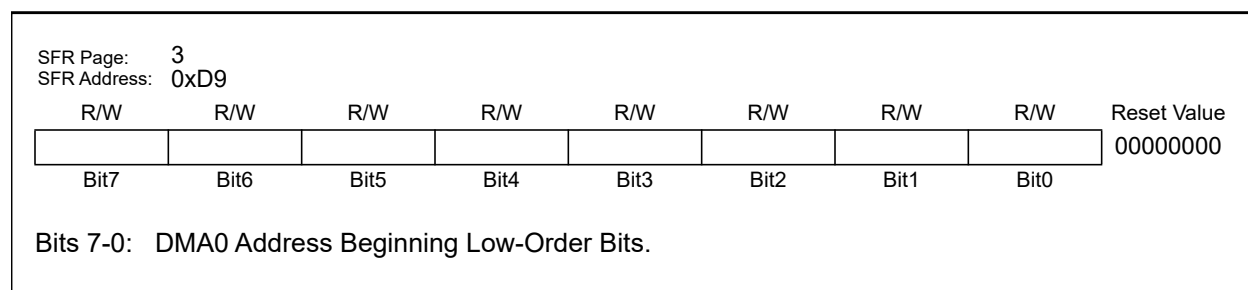 SFR Page: 3
SFR Address: 0xD9
R/W R/W R/W R/W R/W R/W R/W R/W Reset Value
00000000
Bit7 Bit6 Bit5 Bit4 Bit3 Bit2 Bit1 Bit0
Bits 7-0: DMA0 Address Beginning Low-Order Bits.